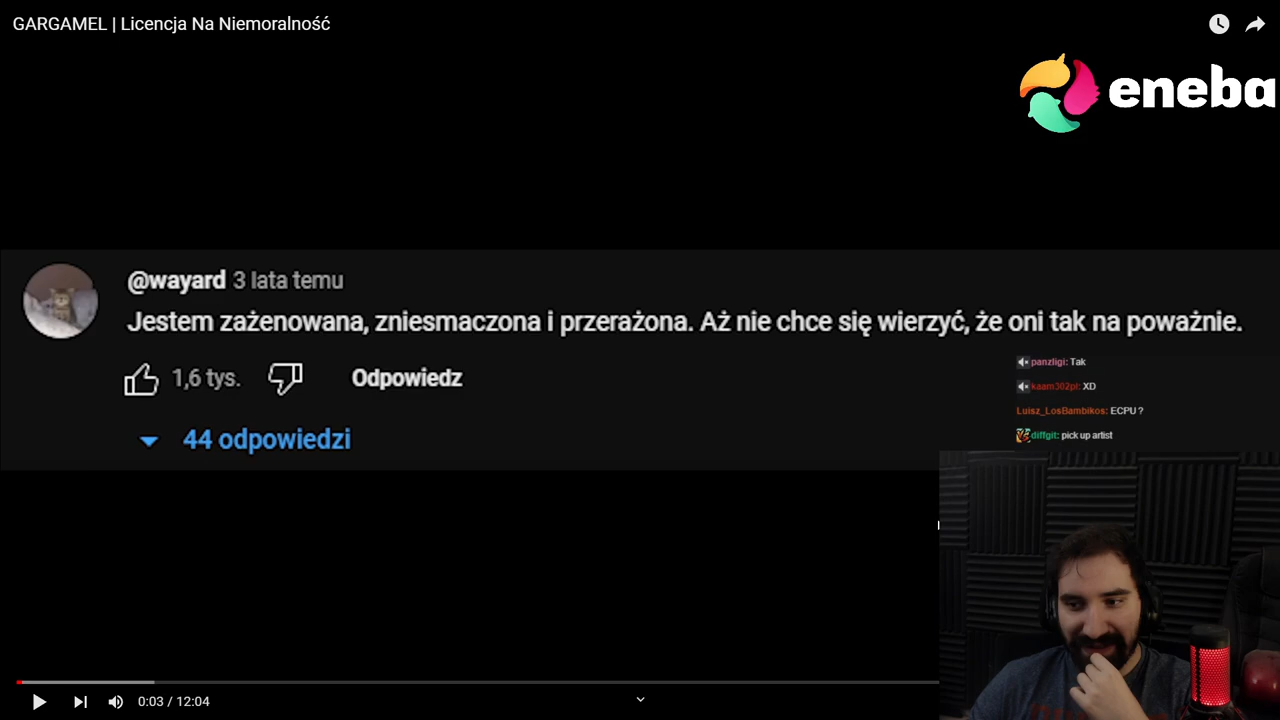 GARGAMEL | Licencja Na Niemoralność
eneba
@wayard 3 lata temu
Jestem zażenowana, zniesmaczona i przerażona. Aż nie chce się wierzyć, że oni tak na poważnie.
1,6 tys.
Odpowiedz
44 odpowiedzi
panzligi: Tak
kaam302pl: XD
Luisz_LosBambikos: ECPU ?
diffgit: pick up artist
0:03 / 12:04